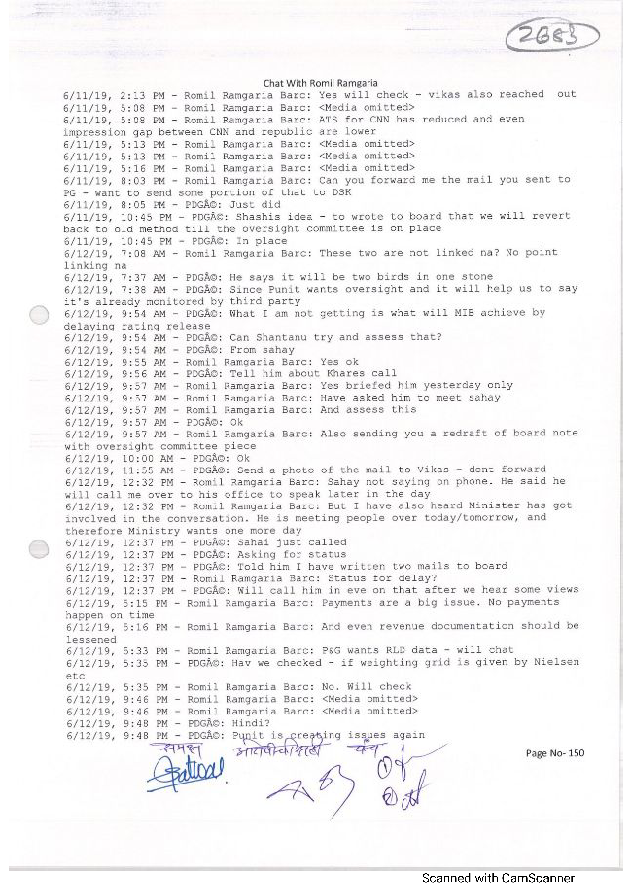 2683
Chat With Romil Ramgaria
6/11/19, 2:13 PM - Romil Ramgaria Barc: Yes will check - vikas also reached out
6/11/19, 5:08 PM - Romil Ramgaria Barc: <Media omitted>
6/11/19, 5:09 PM - Romil Ramgaria Barc: ATS for CNN has reduced and even
impression gap between CNN and republic are lower
6/11/19, 5:13 PM - Romil Ramgaria Barc: <Media omitted>
6/11/19, 5:13 PM - Romil Ramgaria Barc: <Media omitted>
6/11/19, 5:16 PM - Romil Ramgaria Barc: <Media omitted>
6/11/19, 8:03 PM - Romil Ramgaria Barc: Can you forward me the mail you sent to
PG - want to send some portion of that to DSK
6/11/19, 8:05 PM - PDGÂ©: Just did
6/11/19, 10:45 PM - PDGÂ©: Shashis idea - to wrote to board that we will revert
back to old method till the oversight committee is on place
6/11/19, 10:45 PM - PDGÂ©: In place
6/12/19, 7:08 AM - Romil Ramgaria Barc: These two are not linked na? No point
linking na
6/12/19, 7:37 AM - PDGÂ©: He says it will be two birds in one stone
6/12/19, 7:38 AM - PDGÂ©: Since Punit wants oversight and it will help us to say
it's already monitored by third party
6/12/19, 9:54 AM - PDGÂ©: What I am not getting is what will MIB achieve by
delaying rating release
6/12/19, 9:54 AM - PDGÂ©: Can Shantanu try and assess that?
6/12/19, 9:54 AM - PDGÂ©: From sahay
6/12/19, 9:55 AM - Romil Ramgaria Barc: Yes ok
6/12/19, 9:56 AM - PDGÂ©: Tell him about Khares call
6/12/19, 9:57 AM - Romil Ramgaria Barc: Yes briefed him yesterday only
6/12/19, 9:57 AM - Romil Ramgaria Barc: Have asked him to meet sahay
6/12/19, 9:57 AM - Romil Ramgaria Barc: And assess this
6/12/19, 9:57 AM - PDGÂ©: Ok
6/12/19, 9:57 AM - Romil Ramgaria Barc: Also sending you a redraft of board note
with oversight committee piece
6/12/19, 10:00 AM - PDGÂ©: Ok
6/12/19, 11:55 AM - PDGÂ©: Send a photo of the mail to Vikas - dont forward
6/12/19, 12:32 PM - Romil Ramgaria Barc: Sahay not saying on phone. He said he
will call me over to his office to speak later in the day
6/12/19, 12:32 PM - Romil Ramgaria Barc: But I have also heard Minister has got
involved in the conversation. He is meeting people over today/tomorrow, and
therefore Ministry wants one more day
6/12/19, 12:37 PM - PDGÂ©: Sahai just called
6/12/19, 12:37 PM - PDGÂ©: Asking for status
6/12/19, 12:37 PM - PDGÂ©: Told him I have written two mails to board
6/12/19, 12:37 PM - Romil Ramgaria Barc: Status for delay?
6/12/19, 12:37 PM - PDGÂ©: Will call him in eve on that after we hear some views
6/12/19, 5:15 PM - Romil Ramgaria Barc: Payments are a big issue. No payments
happen on time
6/12/19, 5:16 PM - Romil Ramgaria Barc: And even revenue documentation should be
lessened
6/12/19, 5:33 PM - Romil Ramgaria Barc: P&G wants RLD data - will chat
6/12/19, 5:35 PM - PDGÂ©: Hav we checked - if weighting grid is given by Nielsen
etc
6/12/19, 5:35 PM - Romil Ramgaria Barc: No. Will check
6/12/19, 9:46 PM - Romil Ramgaria Barc: <Media omitted>
6/12/19, 9:46 PM - Romil Ramgaria Barc: <Media omitted>
6/12/19, 9:48 PM - PDGÂ©: Hindi?
6/12/19, 9:48 PM - PDGÂ©: Punit is creating issues again
समक्ष पंच
Page No- 150
①
②
Scanned with CamScanner